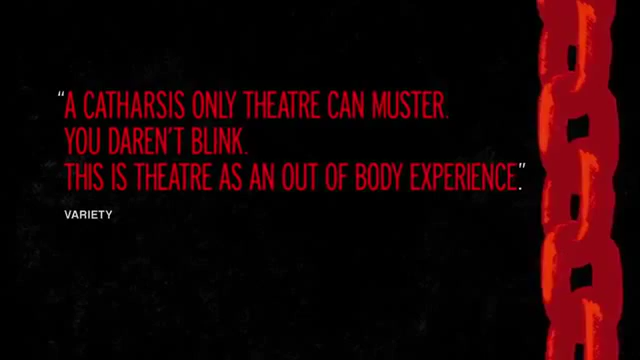 “A CATHARSIS ONLY THEATRE CAN MUSTER.
YOU DAREN’T BLINK.
THIS IS THEATRE AS AN OUT OF BODY EXPERIENCE.”
VARIETY